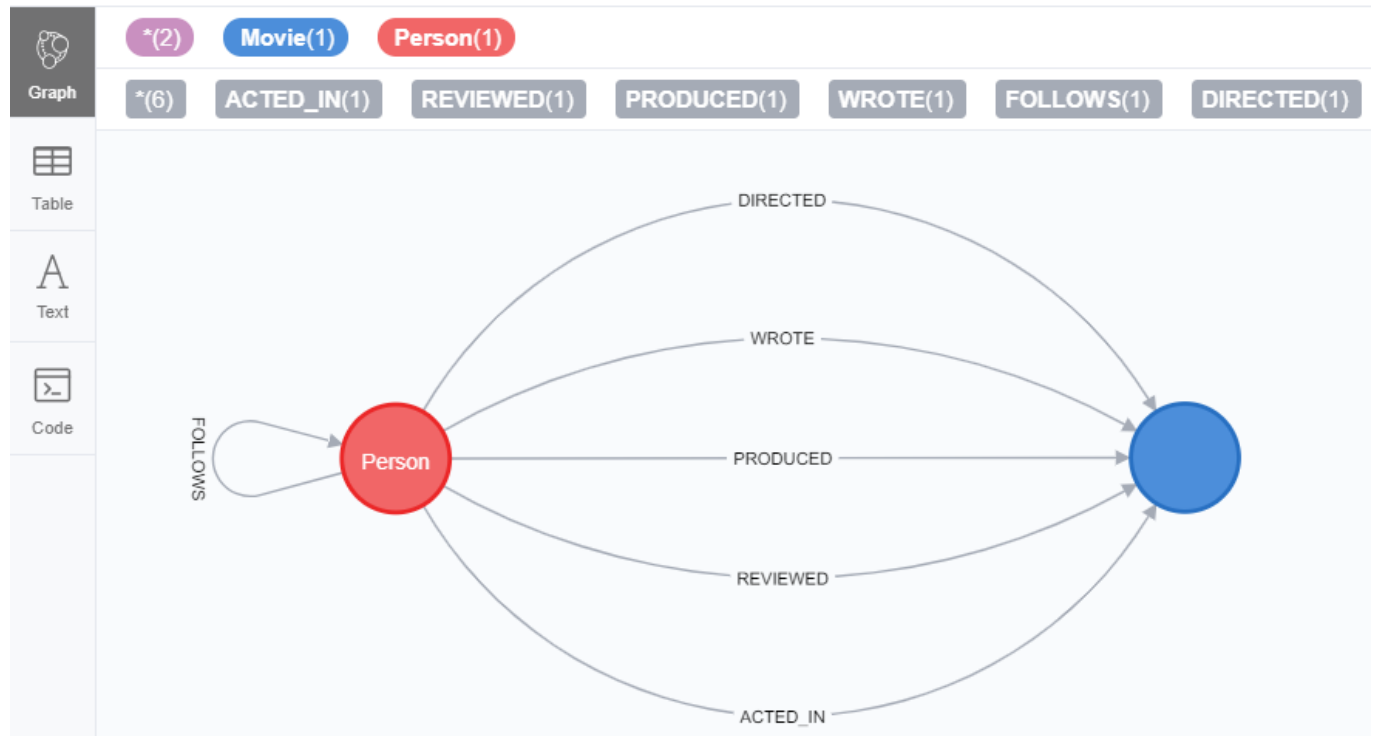 *(2) Movie(1) Person(1)
*(6) ACTED_IN(1) REVIEWED(1) PRODUCED(1) WROTE(1) FOLLOWS(1) DIRECTED(1)
Graph
Table
A
Text
>_
Code
DIRECTED
WROTE
FOLLOWS
Person
PRODUCED
REVIEWED
ACTED_IN